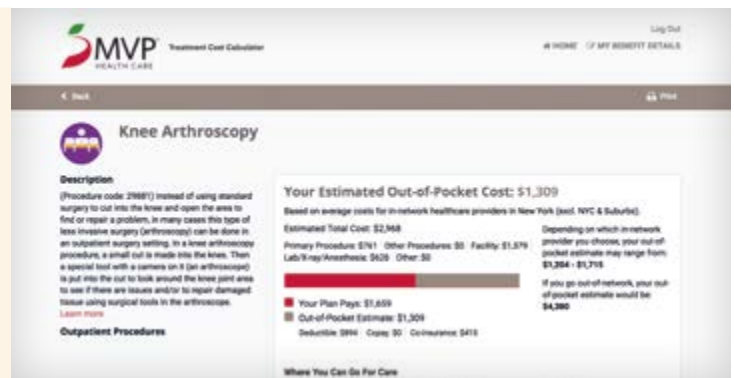 MVP
HEALTH CARE
Treatment Cost Calculator
Log Out
HOME MY BENEFIT DETAILS
Back
Print
Knee Arthroscopy
Description
(Procedure code: 29881) Instead of using standard
surgery to cut into the knee and open the area to
find or repair a problem, in many cases this type of
less invasive surgery (arthroscopy) can be done in
an outpatient surgery setting. In a knee arthroscopy
procedure, a small cut is made into the knee. Then
a special tool with a camera on it (an arthroscope)
is put into the cut to look around the knee joint area
to see if there are issues and/or to repair damaged
tissue using surgical tools in the arthroscope.
Learn more
Outpatient Procedures
Your Estimated Out-of-Pocket Cost: $1,309
Based on average costs for in-network healthcare providers in New York (excl. NYC & Suburbs).
Estimated Total Cost: $2,968
Primary Procedure: $761 Other Procedures: $0 Facility: $1,579
Lab/X-ray/Anesthesia: $628 Other: $0
Your Plan Pays: $1,659
Out-of-Pocket Estimate: $1,309
Deductible: $894 Copay: $0 Co-insurance: $415
Depending on which in-network
provider you choose, your out-of-
pocket estimate may range from:
$1,204 - $1,715
If you go out-of-network, your out-
of-pocket estimate would be:
$4,380
Where You Can Go For Care